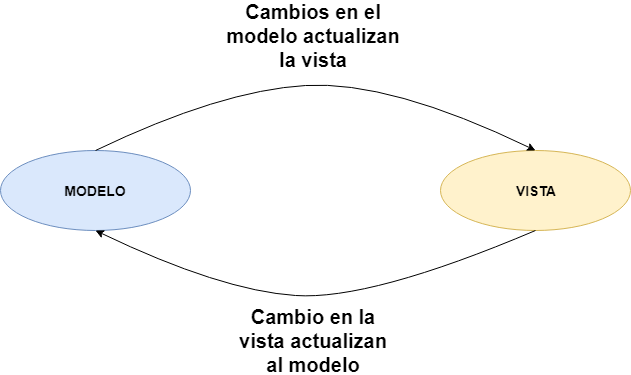 Cambios en el
modelo actualizan
la vista
MODELO
VISTA
Cambio en la
vista actualizan
al modelo